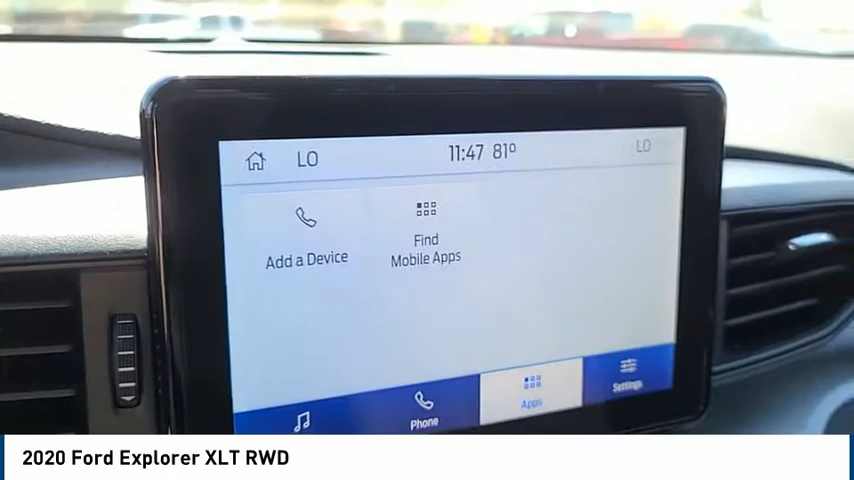 LO 11:47 81° LO
Add a Device
Find
Mobile Apps
Phone
Apps
Settings
2020 Ford Explorer XLT RWD